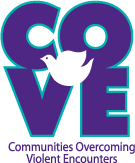 COVE
Communities Overcoming
Violent Encounters